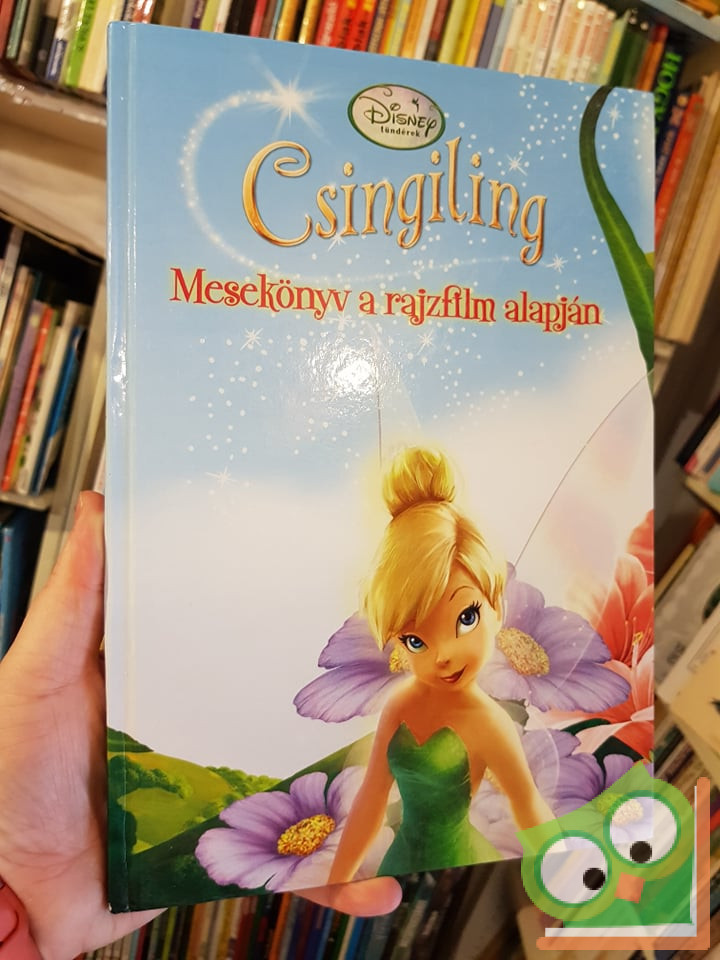 Disney
tündérek
Csingiling
Mesekönyv a rajzfilm alapján